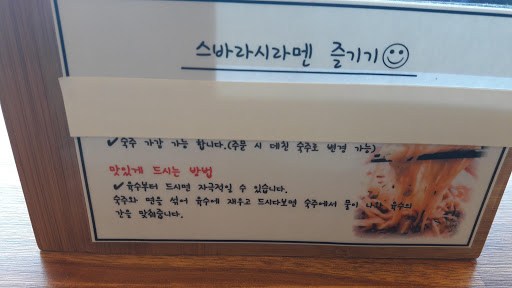 스바라시라멘 즐기기☺
✓숙주 가감 가능 합니다.(주문 시 데친 숙주로 변경 가능)
맛있게 드시는 방법
✓육수부터 드시면 자극적일 수 있습니다.
숙주와 면을 섞어 육수에 재우고 드시다보면 숙주에서 물이 나와 육수의
간을 맞춰줍니다.